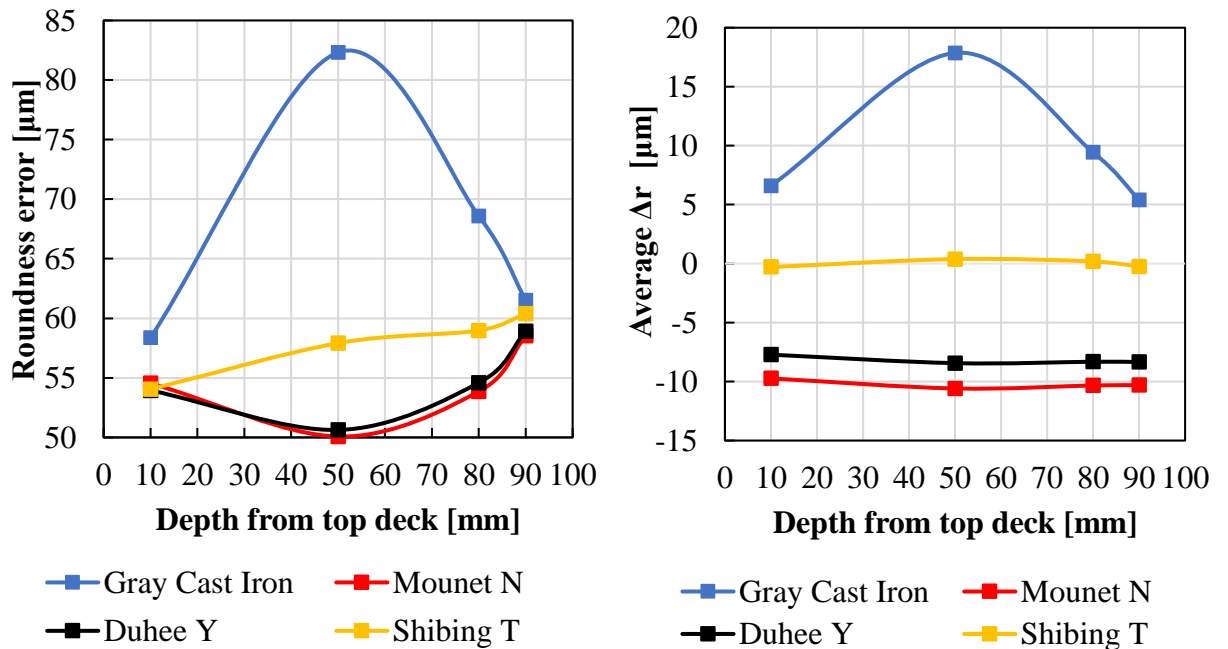 Roundness error [µm]
85
80
75
70
65
60
55
50
0 10 20 30 40 50 60 70 80 90 100
Depth from top deck [mm]
Gray Cast Iron Mounet N
Duhee Y Shibing T
Average Δr [µm]
20
15
10
5
0
-5
-10
-15
0 10 20 30 40 50 60 70 80 90 100
Depth from top deck [mm]
Gray Cast Iron Mounet N
Duhee Y Shibing T